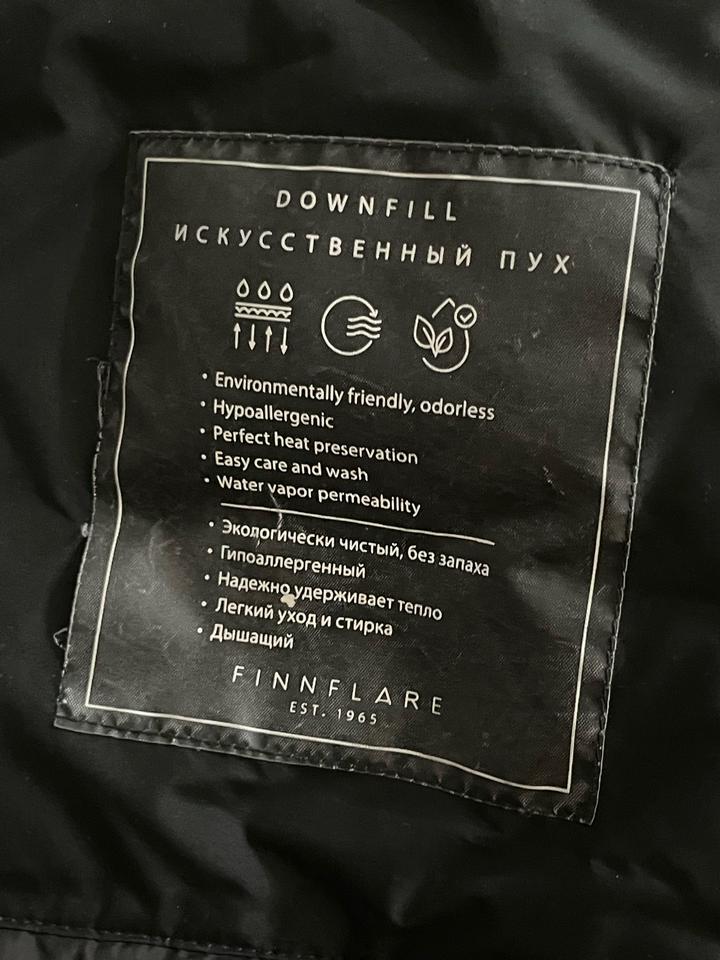 DOWNFILL
ИСКУССТВЕННЫЙ ПУХ
• Environmentally friendly, odorless
• Hypoallergenic
• Perfect heat preservation
• Easy care and wash
• Water vapor permeability
• Экологически чистый, без запаха
• Гипоаллергенный
• Надежно удерживает тепло
• Легкий уход и стирка
• Дышащий
FINNFLARE
EST. 1965